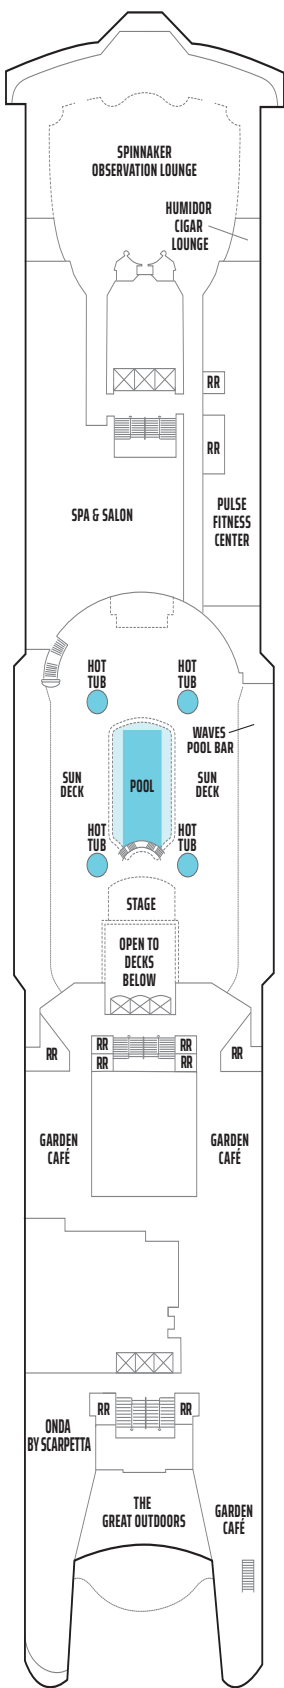 SPINNAKER
OBSERVATION LOUNGE
HUMIDOR
CIGAR
LOUNGE
RR
RR
SPA & SALON
PULSE
FITNESS
CENTER
HOT
TUB
HOT
TUB
WAVES
POOL BAR
SUN
DECK
POOL
SUN
DECK
HOT
TUB
HOT
TUB
STAGE
OPEN TO
DECKS
BELOW
RR
RR
RR
RR
RR
RR
GARDEN
CAFÉ
GARDEN
CAFÉ
RR
RR
ONDA
BY SCARPETTA
THE
GREAT OUTDOORS
GARDEN
CAFÉ